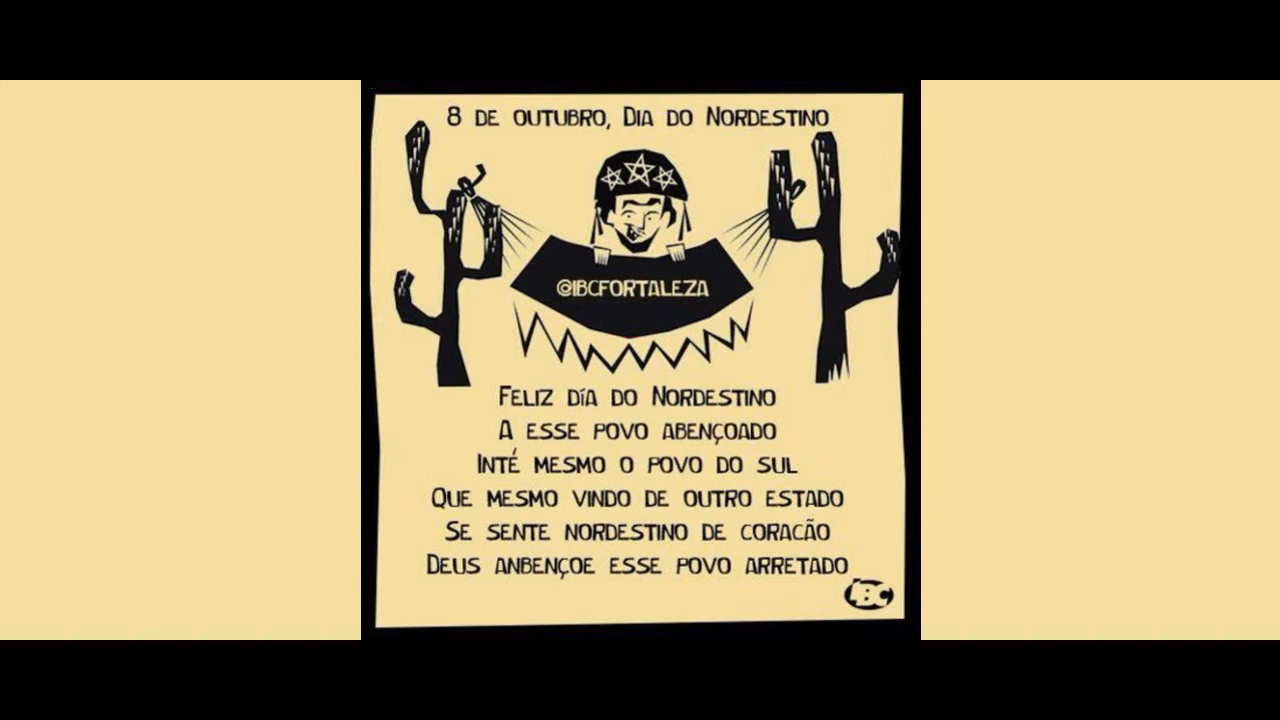 8 DE OUTUBRO, DIA DO NORDESTINO
@IBCFORTALEZA
FELIZ DÍA DO NORDESTINO
A ESSE POVO ABENÇOADO
INTÉ MESMO O POVO DO SUL
QUE MESMO VINDO DE OUTRO ESTADO
SE SENTE NORDESTINO DE CORACÃO
DEUS ANBENÇOE ESSE POVO ARRETADO
IBC